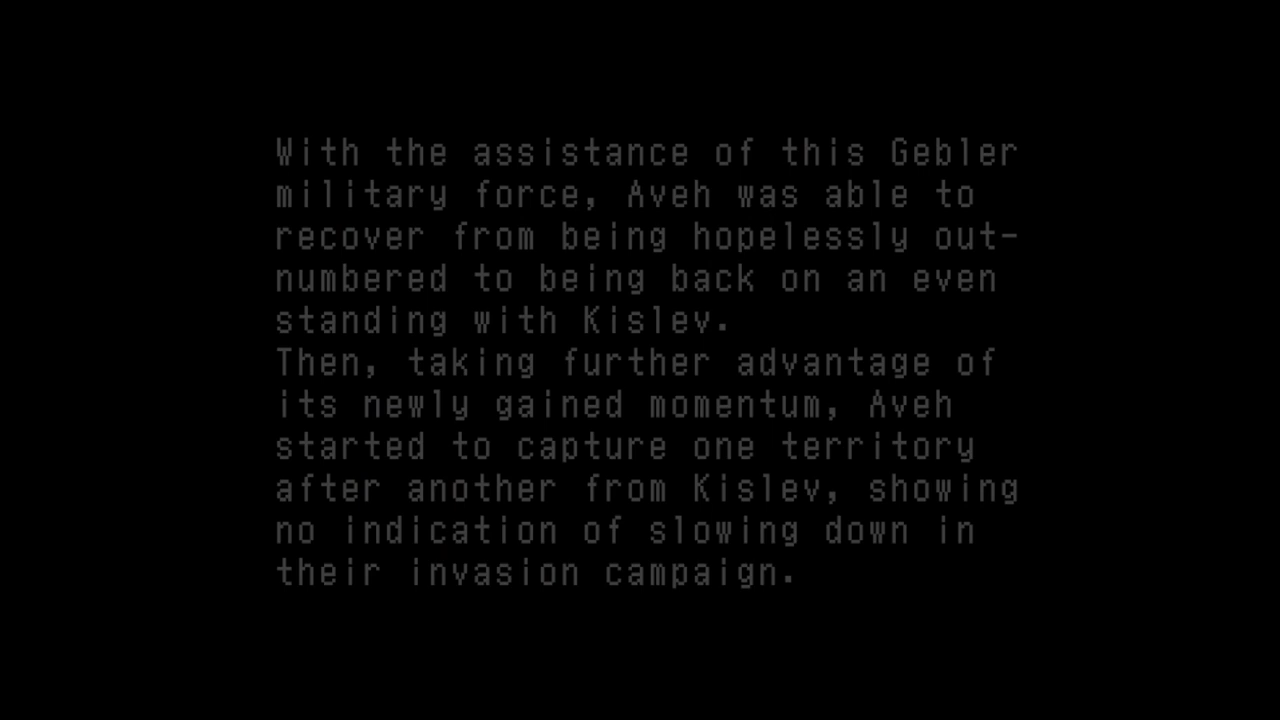 With the assistance of this Gebler
military force, Aveh was able to
recover from being hopelessly out-
numbered to being back on an even
standing with Kislev.
Then, taking further advantage of
its newly gained momentum, Aveh
started to capture one territory
after another from Kislev, showing
no indication of slowing down in
their invasion campaign.